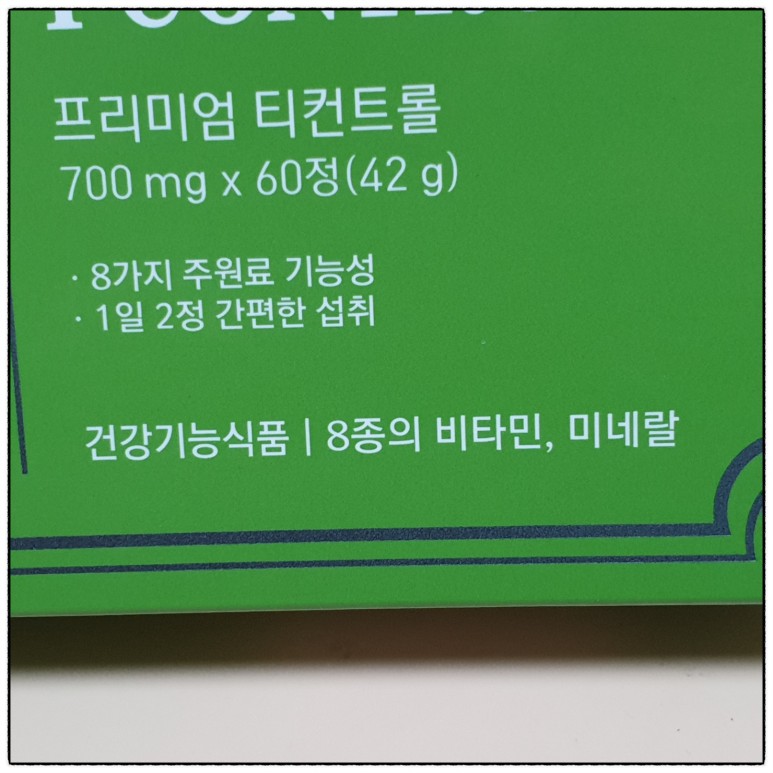 프리미엄 티컨트롤
700 mg x 60정(42 g)
· 8가지 주원료 기능성
· 1일 2정 간편한 섭취
건강기능식품 | 8종의 비타민, 미네랄